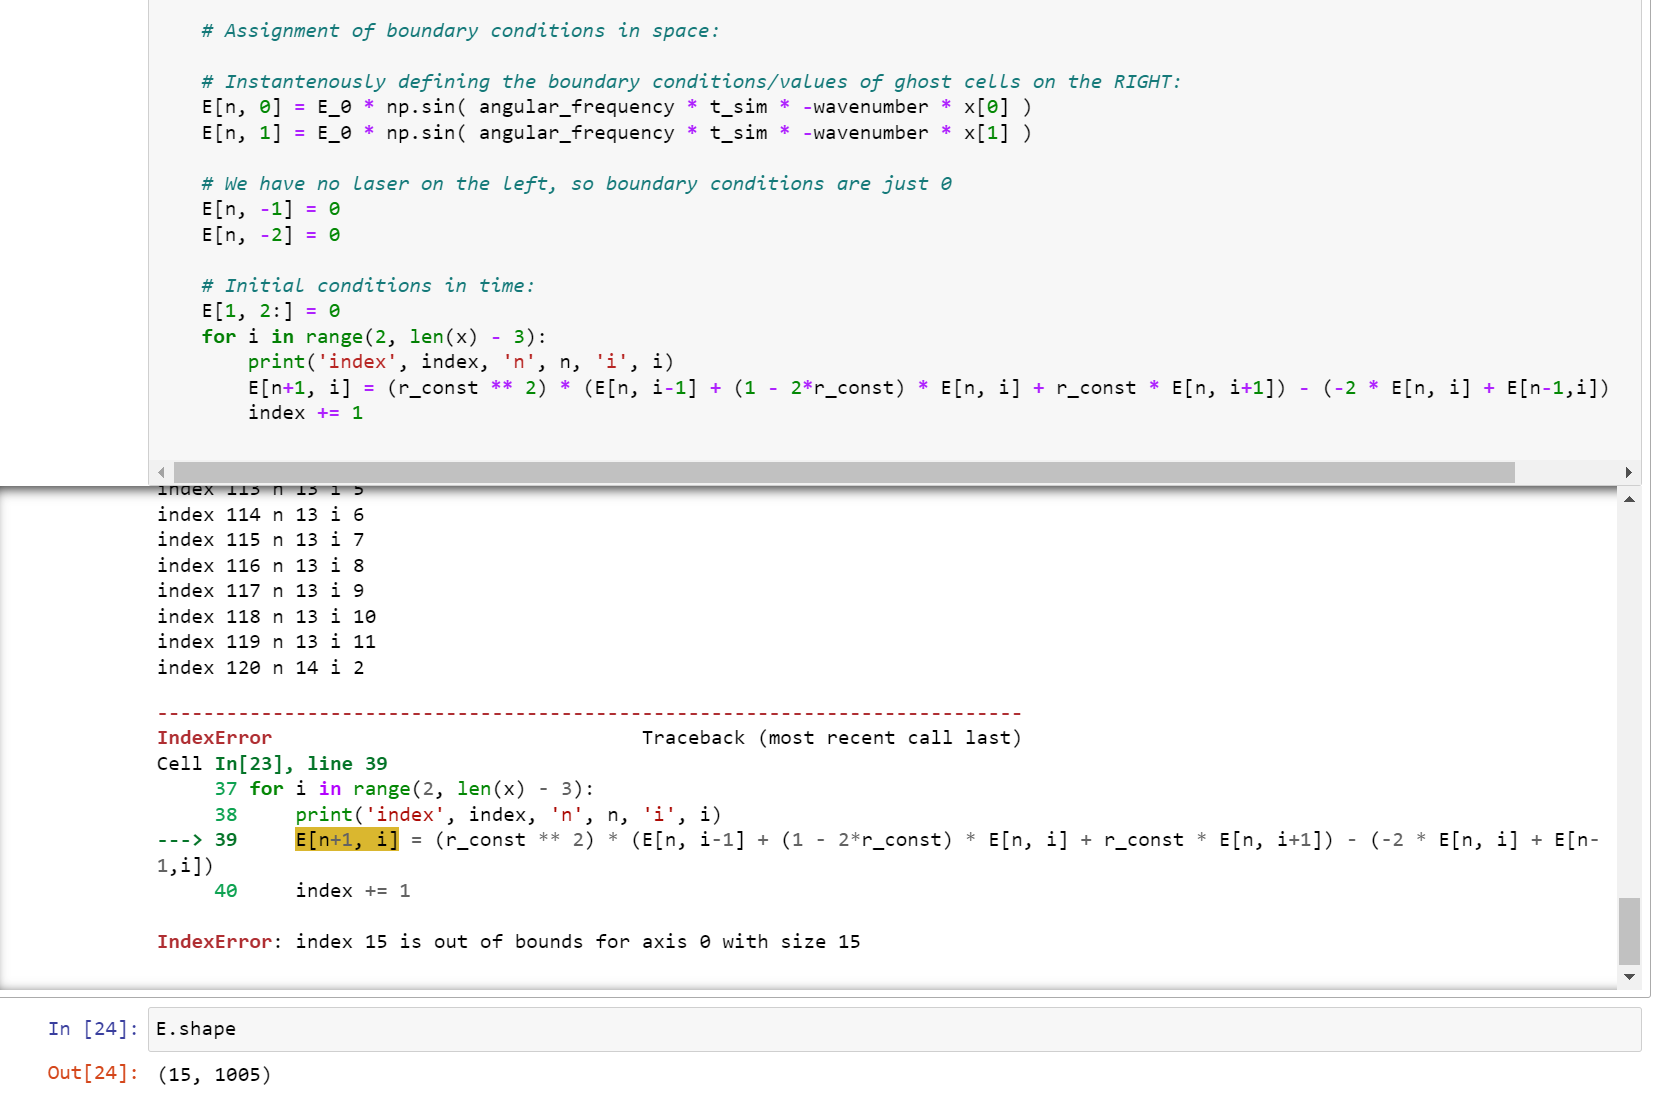 # Assignment of boundary conditions in space:
# Instantenously defining the boundary conditions/values of ghost cells on the RIGHT:
E[n, 0] = E_0 * np.sin( angular_frequency * t_sim * -wavenumber * x[0] )
E[n, 1] = E_0 * np.sin( angular_frequency * t_sim * -wavenumber * x[1] )
# We have no laser on the left, so boundary conditions are just 0
E[n, -1] = 0
E[n, -2] = 0
# Initial conditions in time:
E[1, 2:] = 0
for i in range(2, len(x) - 3):
    print('index', index, 'n', n, 'i', i)
    E[n+1, i] = (r_const ** 2) * (E[n, i-1] + (1 - 2*r_const) * E[n, i] + r_const * E[n, i+1]) - (-2 * E[n, i] + E[n-1,i])
    index += 1
index 113 n 13 i 5
index 114 n 13 i 6
index 115 n 13 i 7
index 116 n 13 i 8
index 117 n 13 i 9
index 118 n 13 i 10
index 119 n 13 i 11
index 120 n 14 i 2
---------------------------------------------------------------------------
IndexError                                Traceback (most recent call last)
Cell In[23], line 39
     37 for i in range(2, len(x) - 3):
     38     print('index', index, 'n', n, 'i', i)
---> 39     E[n+1, i] = (r_const ** 2) * (E[n, i-1] + (1 - 2*r_const) * E[n, i] + r_const * E[n, i+1]) - (-2 * E[n, i] + E[n-
1,i])
     40     index += 1
IndexError: index 15 is out of bounds for axis 0 with size 15
In [24]: E.shape
Out[24]: (15, 1005)